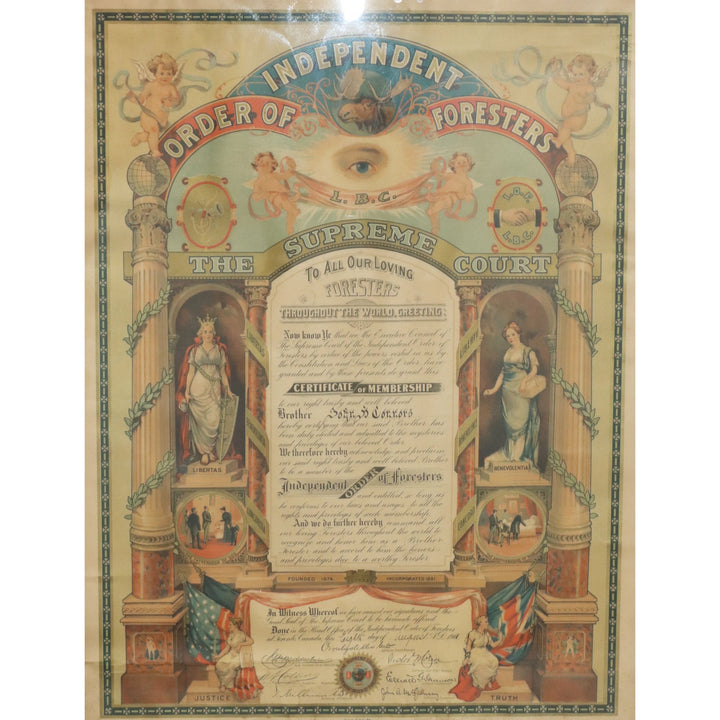 INDEPENDENT
ORDER OF FORESTERS
L.B.C.
I.O.F.
L.B.C.
THE SUPREME COURT
TO ALL OUR LOVING
FORESTERS
THROUGHOUT THE WORLD, GREETING:
Now know Ye that we the Executive Council of
the Supreme Court of the Independent Order of
Foresters by virtue of the powers vested in us by
the Constitution and Laws of the Order have
granted and by these presents do grant this
CERTIFICATE OF MEMBERSHIP
to our right trusty and well beloved
Brother John Connors
hereby certifying that our said Brother has
been duly elected and admitted to the mysteries
and privileges of our beloved Order
We therefore hereby acknowledge and proclaim
our said right trusty and well beloved Brother
to be a member of the
Independent ORDER of Foresters
and entitled, so long as
he conforms to our laws and usages to all the
rights and privileges of such membership.
And we do further hereby command all
our loving Foresters throughout the world to
recognize and honor him as a Brother
Forester and to accord to him the honors
and privileges due to a worthy Forester
LIBERTAS
BENEVOLENTIA
FOUNDED 1874 INCORPORATED 1881
In Witness Whereof we have caused our signatures and the
Seal of the Supreme Court to be hereunto affixed
Done in the Head Office of the Independent Order of Foresters
at Toronto, Canada, the Eighth day of August
JUSTICE
TRUTH